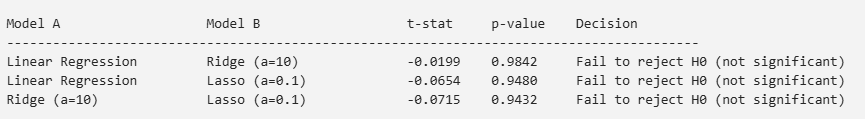 Model A Model B t-stat p-value Decision
------------------------------------------------------------------------------------------
Linear Regression Ridge (a=10) -0.0199 0.9842 Fail to reject H0 (not significant)
Linear Regression Lasso (a=0.1) -0.0654 0.9480 Fail to reject H0 (not significant)
Ridge (a=10) Lasso (a=0.1) -0.0715 0.9432 Fail to reject H0 (not significant)